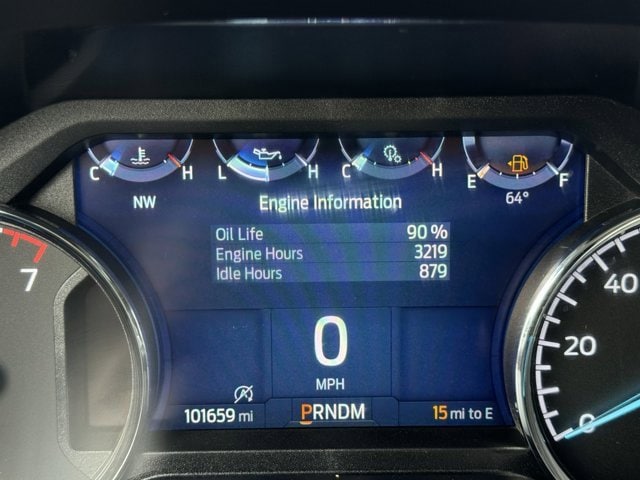 C H L H C H E F
NW Engine Information 64°
Oil Life 90 %
Engine Hours 3219
Idle Hours 879
7
40
20
0
0
MPH
101659 mi PRNDM 15 mi to E